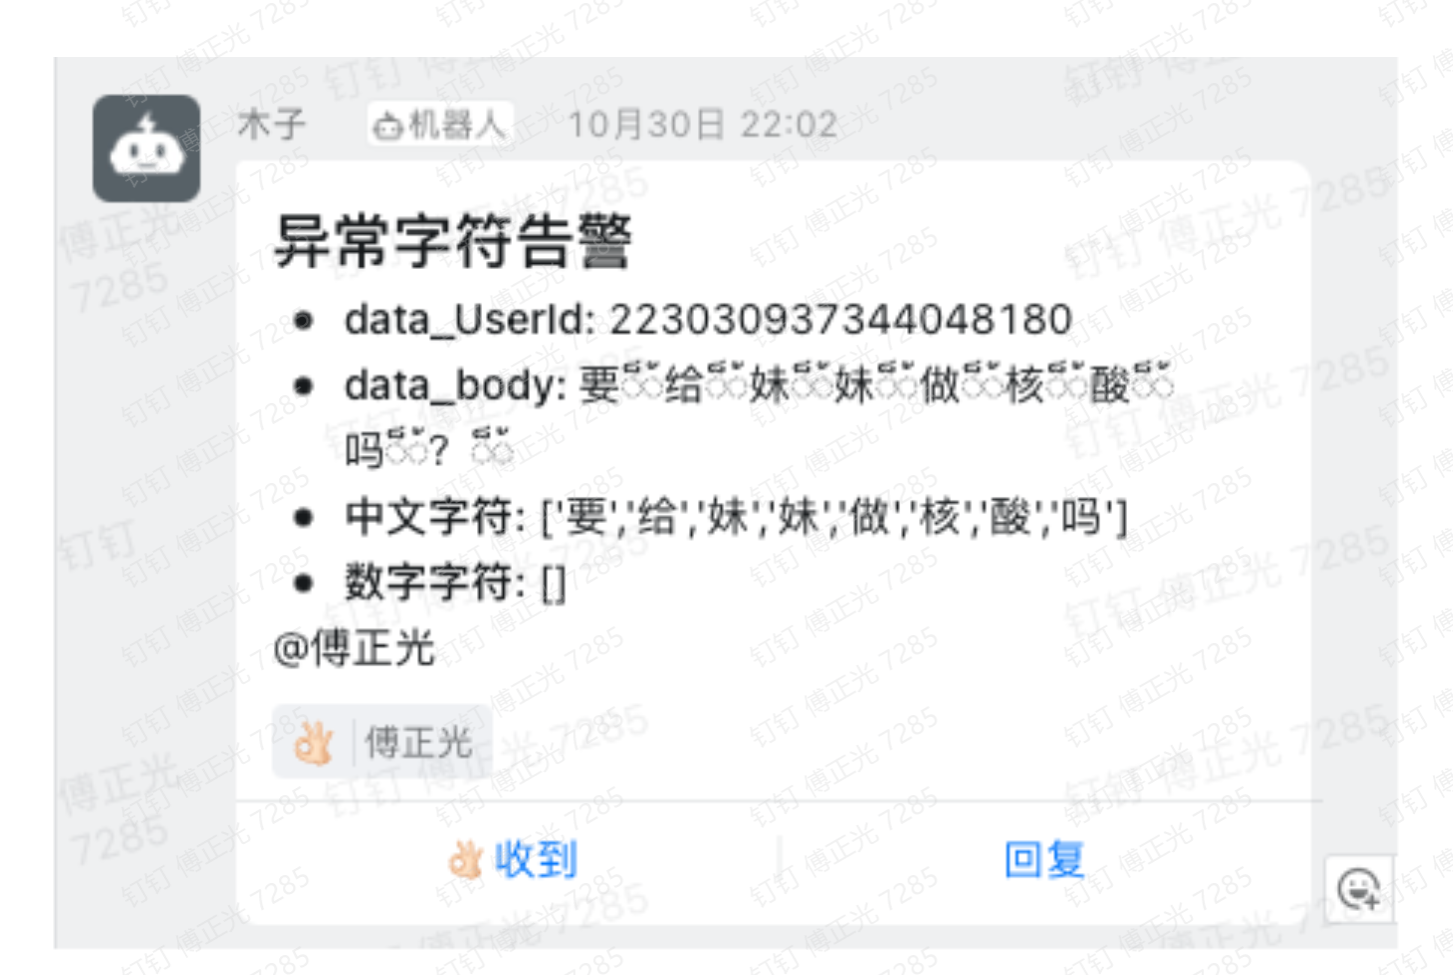 木子 机器人 10月30日 22:02
异常字符告警
data_UserId: 223030937344048180
data_body: 要给妹妹做核酸
吗?
中文字符: ['要','给','妹','妹','做','核','酸','吗']
数字字符: []
@傅正光
傅正光
收到 回复
钉钉 傅正光 7285